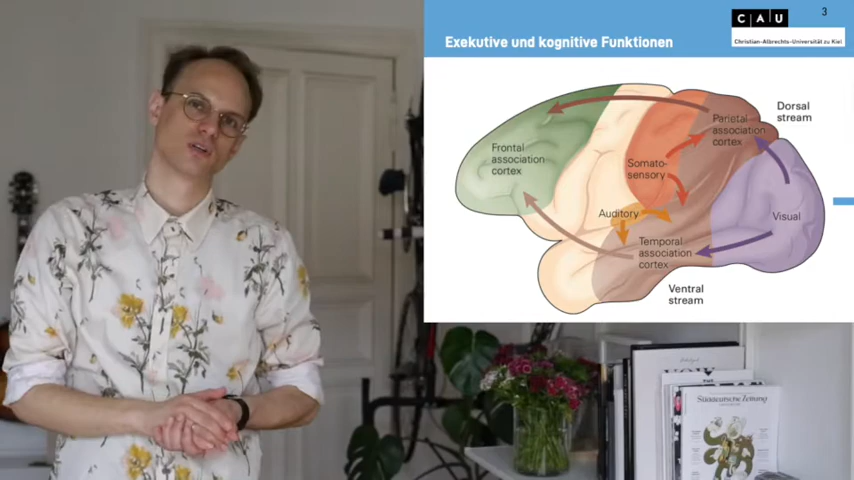 3
C A U
Christian-Albrechts-Universität zu Kiel
Exekutive und kognitive Funktionen
Dorsal
stream
Parietal
association
cortex
Frontal
association
cortex
Somato-
sensory
Auditory
Visual
Temporal
association
cortex
Ventral
stream
Süddeutsche Zeitung